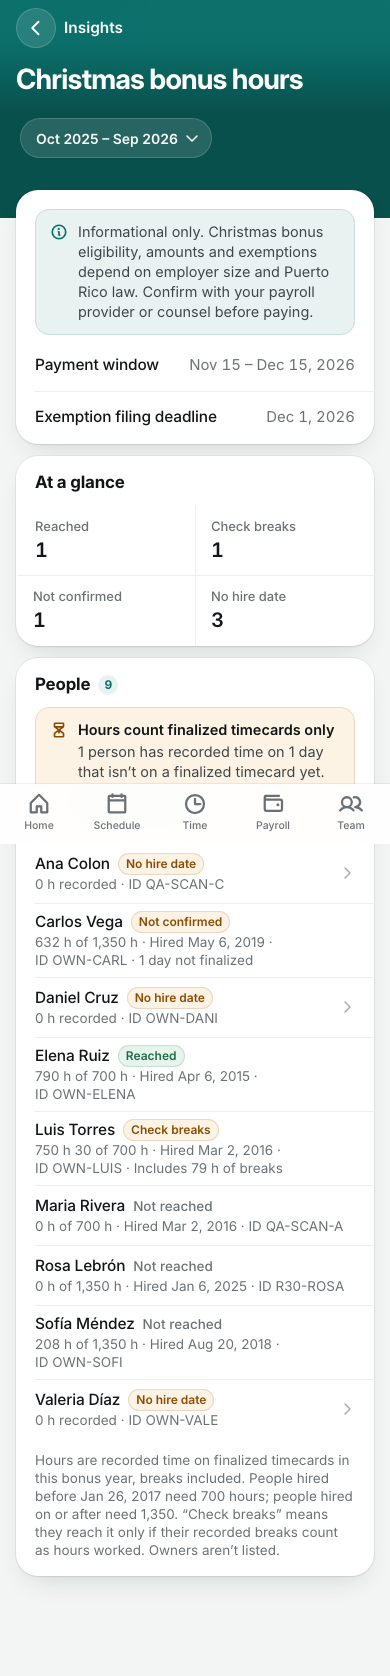 Insights
Christmas bonus hours
Oct 2025 – Sep 2026
Informational only. Christmas bonus
eligibility, amounts and exemptions
depend on employer size and Puerto
Rico law. Confirm with your payroll
provider or counsel before paying.
Payment window Nov 15 – Dec 15, 2026
Exemption filing deadline Dec 1, 2026
At a glance
Reached Check breaks
1 1
Not confirmed No hire date
1 3
People 9
Hours count finalized timecards only
1 person has recorded time on 1 day
that isn’t on a finalized timecard yet.
Home Schedule Time Payroll Team
Ana Colon No hire date
0 h recorded · ID QA-SCAN-C
Carlos Vega Not confirmed
632 h of 1,350 h · Hired May 6, 2019 ·
ID OWN-CARL · 1 day not finalized
Daniel Cruz No hire date
0 h recorded · ID OWN-DANI
Elena Ruiz Reached
790 h of 700 h · Hired Apr 6, 2015 ·
ID OWN-ELENA
Luis Torres Check breaks
750 h 30 of 700 h · Hired Mar 2, 2016 ·
ID OWN-LUIS · Includes 79 h of breaks
Maria Rivera Not reached
0 h of 700 h · Hired Mar 2, 2016 · ID QA-SCAN-A
Rosa Lebrón Not reached
0 h of 1,350 h · Hired Jan 6, 2025 · ID R30-ROSA
Sofía Méndez Not reached
208 h of 1,350 h · Hired Aug 20, 2018 ·
ID OWN-SOFI
Valeria Díaz No hire date
0 h recorded · ID OWN-VALE
Hours are recorded time on finalized timecards in
this bonus year, breaks included. People hired
before Jan 26, 2017 need 700 hours; people hired
on or after need 1,350. “Check breaks” means
they reach it only if their recorded breaks count
as hours worked. Owners aren’t listed.